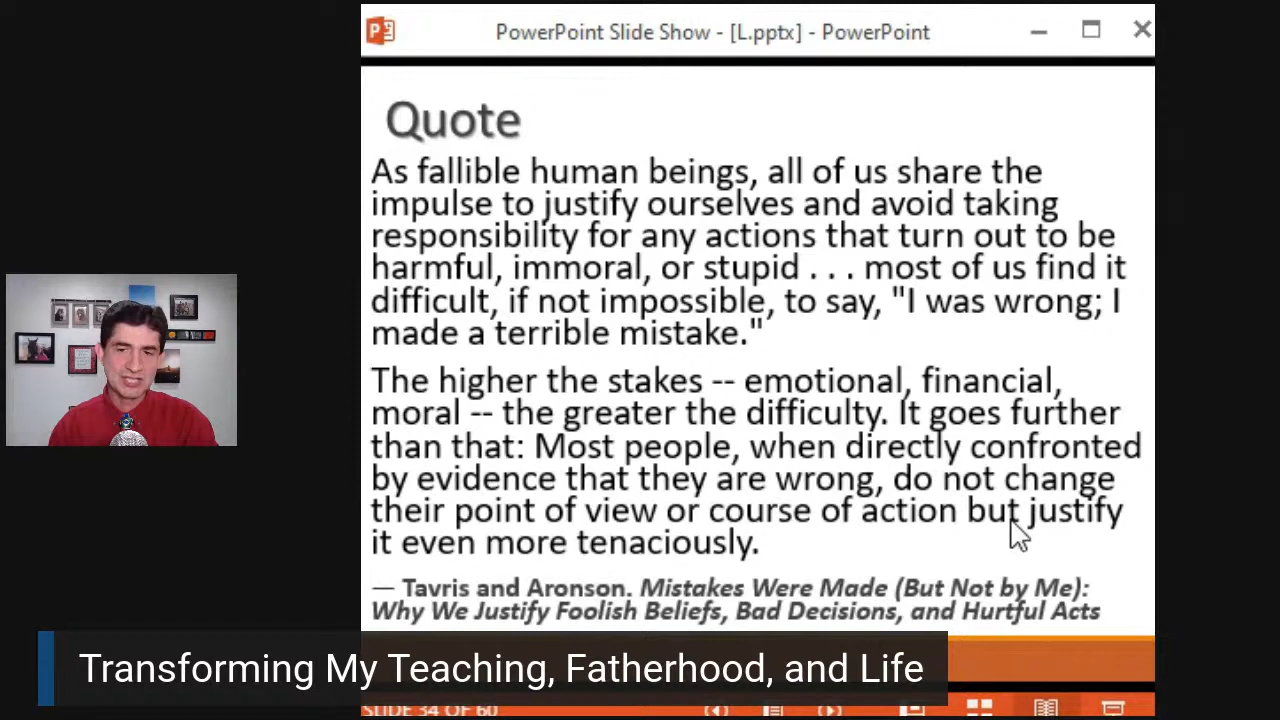 PowerPoint Slide Show - [L.pptx] - PowerPoint
Quote
As fallible human beings, all of us share the
impulse to justify ourselves and avoid taking
responsibility for any actions that turn out to be
harmful, immoral, or stupid . . . most of us find it
difficult, if not impossible, to say, "I was wrong; I
made a terrible mistake."
The higher the stakes -- emotional, financial,
moral -- the greater the difficulty. It goes further
than that: Most people, when directly confronted
by evidence that they are wrong, do not change
their point of view or course of action but justify
it even more tenaciously.
— Tavris and Aronson. Mistakes Were Made (But Not by Me):
Why We Justify Foolish Beliefs, Bad Decisions, and Hurtful Acts
Transforming My Teaching, Fatherhood, and Life
SLIDE 34 OF 60